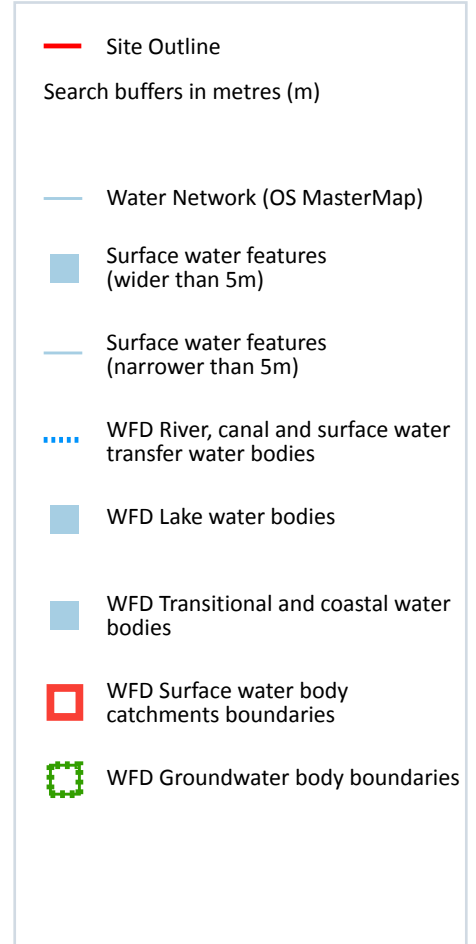 Site Outline
Search buffers in metres (m)
Water Network (OS MasterMap)
Surface water features
(wider than 5m)
Surface water features
(narrower than 5m)
WFD River, canal and surface water
transfer water bodies
WFD Lake water bodies
WFD Transitional and coastal water
bodies
WFD Surface water body
catchments boundaries
WFD Groundwater body boundaries